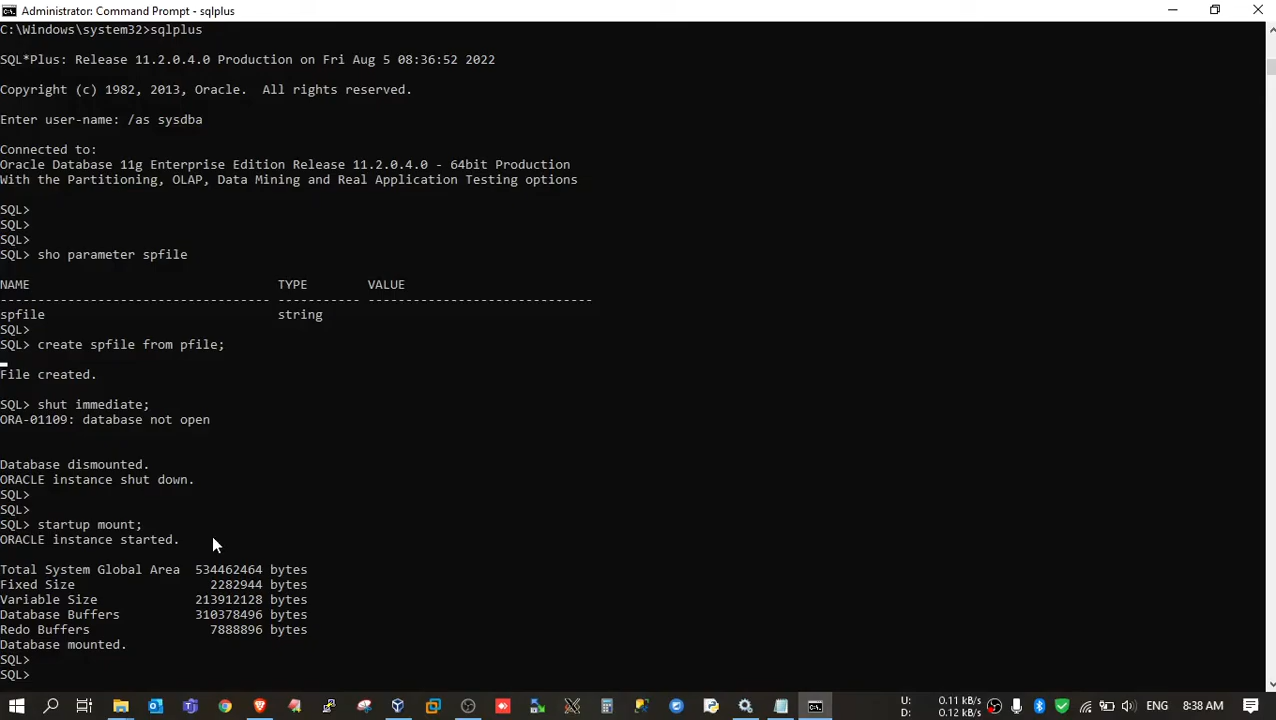 Administrator: Command Prompt - sqlplus
C:\Windows\system32>sqlplus
SQL*Plus: Release 11.2.0.4.0 Production on Fri Aug 5 08:36:52 2022
Copyright (c) 1982, 2013, Oracle.  All rights reserved.
Enter user-name: /as sysdba
Connected to:
Oracle Database 11g Enterprise Edition Release 11.2.0.4.0 - 64bit Production
With the Partitioning, OLAP, Data Mining and Real Application Testing options
SQL>
SQL>
SQL>
SQL> sho parameter spfile
NAME                                 TYPE        VALUE
------------------------------------ ----------- ------------------------------
spfile                               string
SQL>
SQL> create spfile from pfile;
File created.
SQL> shut immediate;
ORA-01109: database not open
Database dismounted.
ORACLE instance shut down.
SQL>
SQL>
SQL> startup mount;
ORACLE instance started.
Total System Global Area  534462464 bytes
Fixed Size                  2282944 bytes
Variable Size             213912128 bytes
Database Buffers          310378496 bytes
Redo Buffers                7888896 bytes
Database mounted.
SQL>
SQL>
U: 0.11 kB/s
D: 0.12 kB/s
ENG
8:38 AM